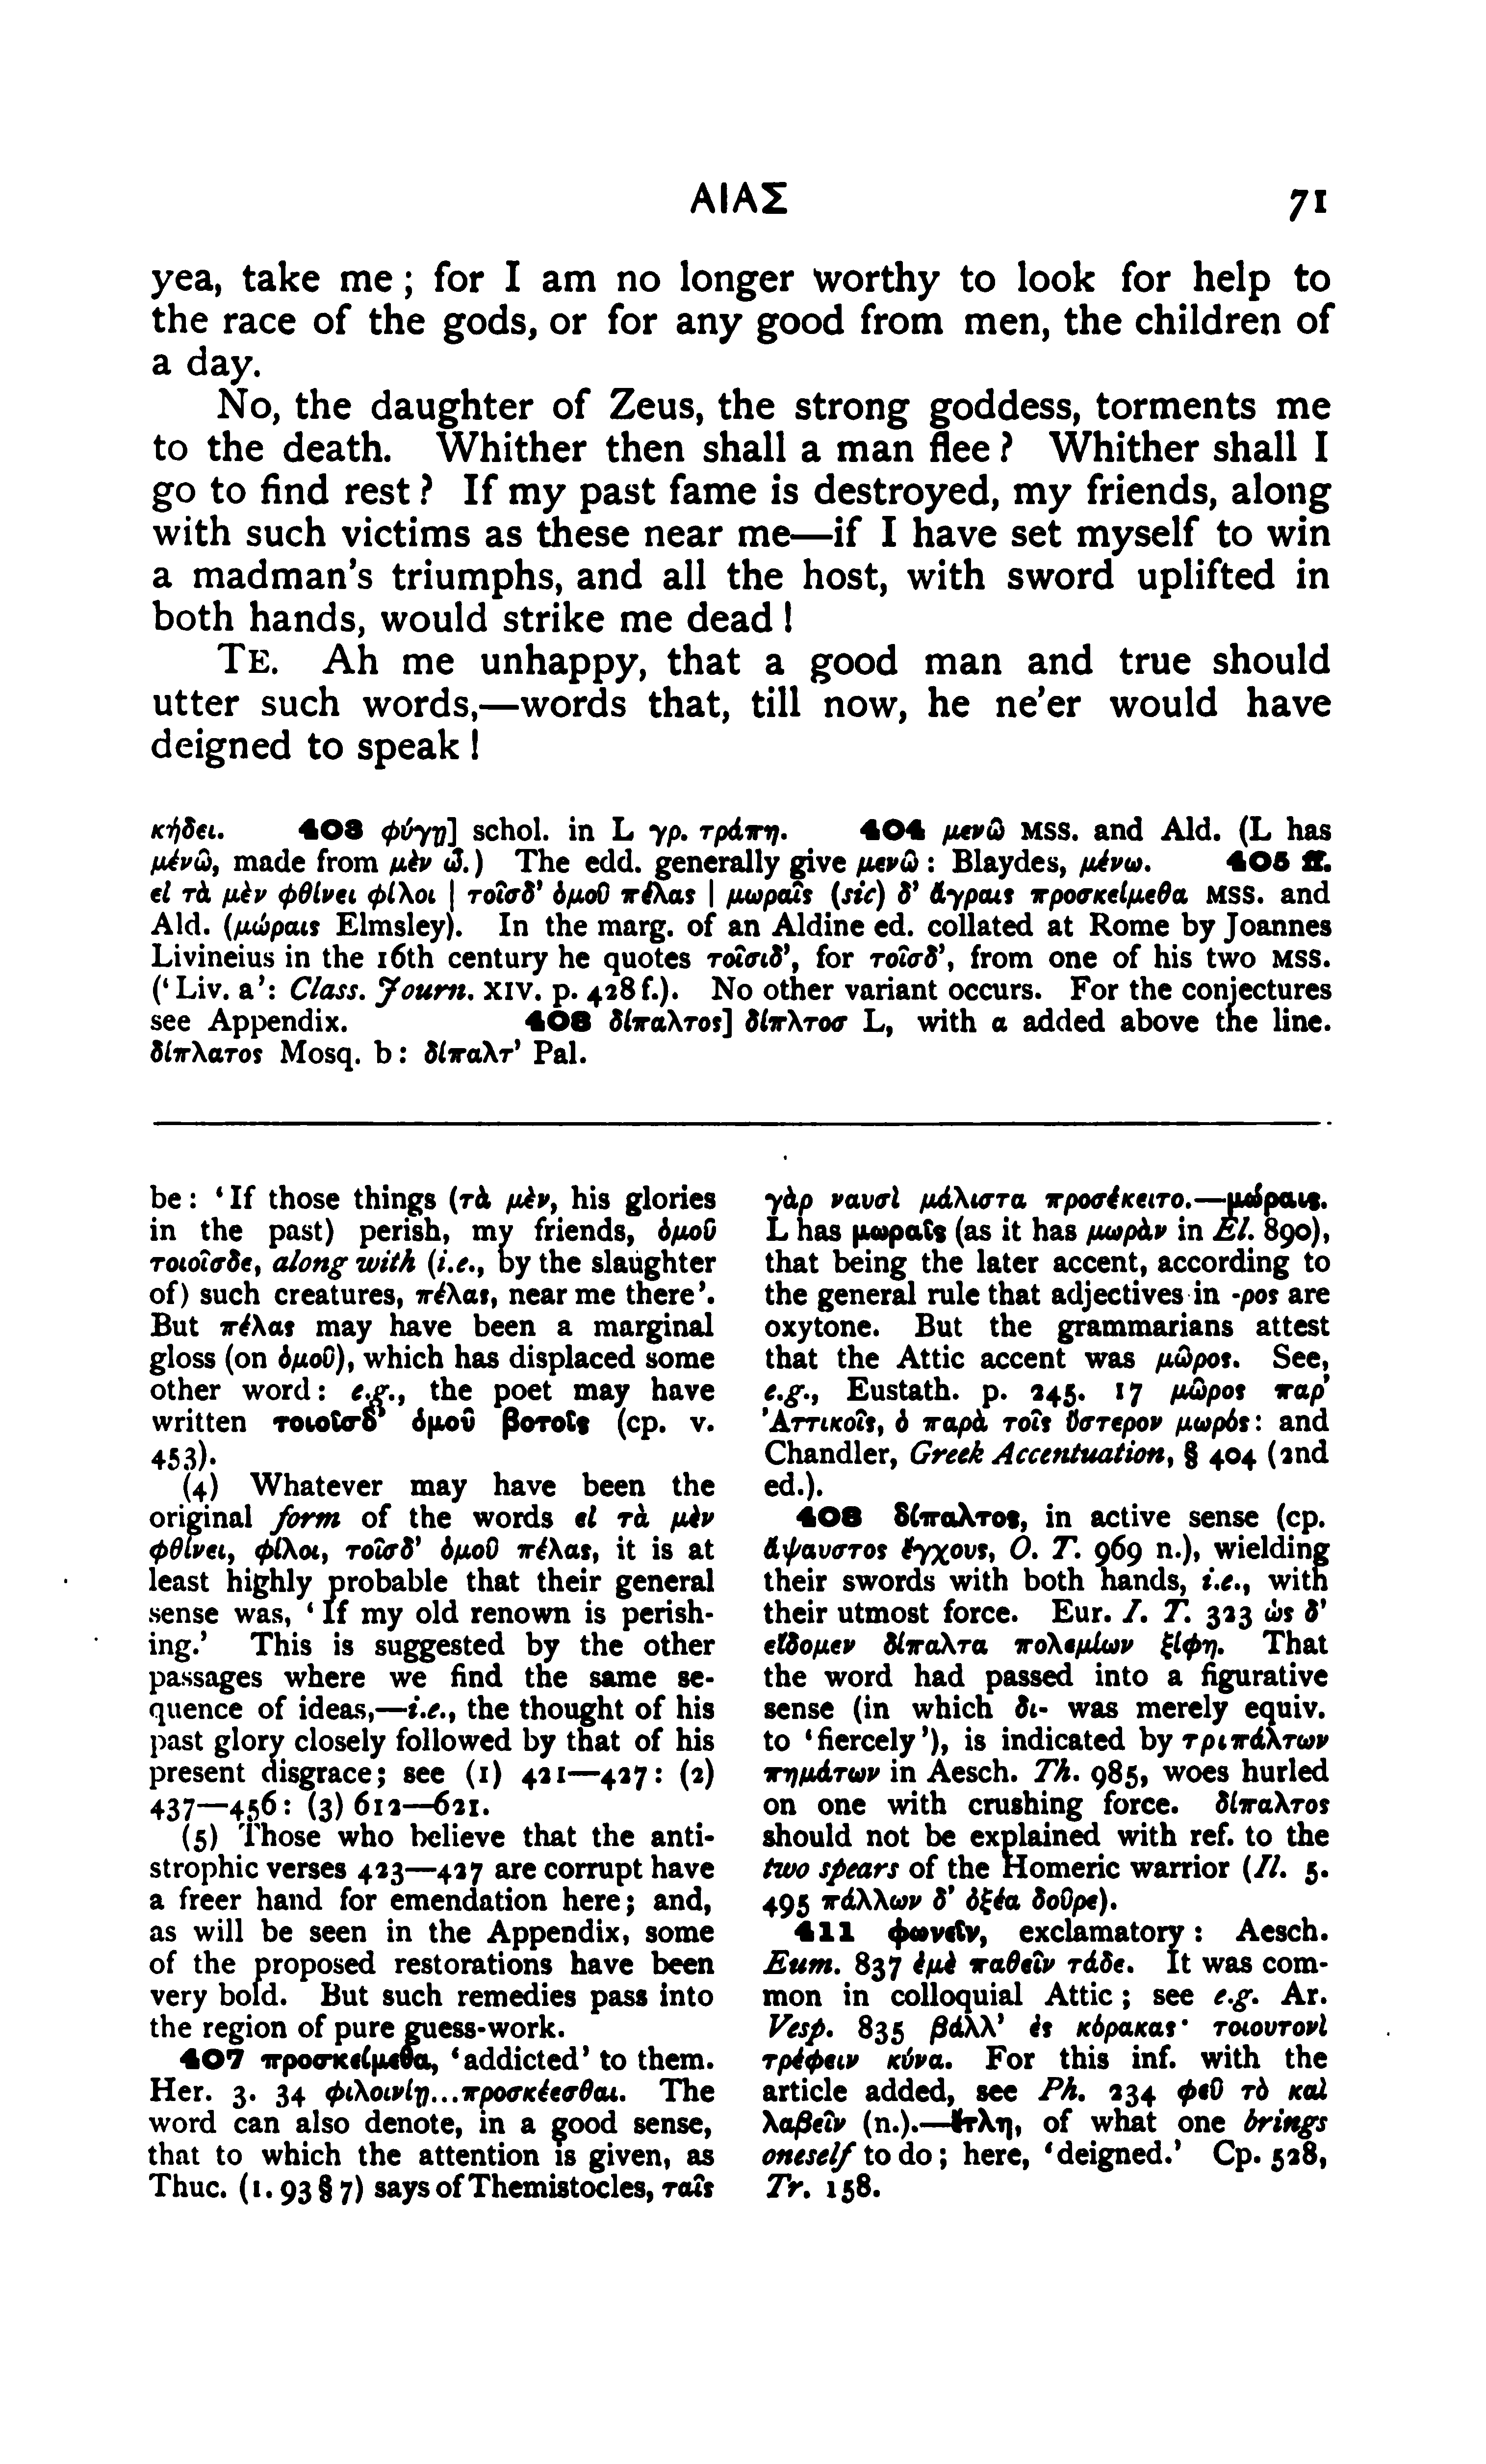 ΑΙΑΣ 71
yea, take me; for I am no longer worthy to look for help to
the race of the gods, or for any good from men, the children of
a day.
No, the daughter of Zeus, the strong goddess, torments me
to the death. Whither then shall a man flee? Whither shall I
go to find rest? If my past fame is destroyed, my friends, along
with such victims as these near me—if I have set myself to win
a madman's triumphs, and all the host, with sword uplifted in
both hands, would strike me dead!
TE. Ah me unhappy, that a good man and true should
utter such words,—words that, till now, he ne'er would have
deigned to speak!
κήδει. 403 φύγῃ] schol. in L γρ. τράπῃ. 404 μενῶ MSS. and Ald. (L has
μένῶ, made from μὲν ὦ.) The edd. generally give μενῶ: Blaydes, μένω. 405 ff.
εἰ τὰ μὲν φθίνει φίλοι | τοῖσδ' ὁμοῦ πέλας | μωραῖς (sic) δ' ἄγραις προσκείμεθα MSS. and
Ald. (μώραις Elmsley). In the marg. of an Aldine ed. collated at Rome by Joannes
Livineius in the 16th century he quotes τοῖσιδ', for τοῖσδ', from one of his two MSS.
('Liv. a': Class. Journ. XIV. p. 428 f.). No other variant occurs. For the conjectures
see Appendix. 408 δίπαλτος] δίπλτοσ L, with α added above the line.
δίπλατος Mosq. b: δίπαλτ' Pal.
be: 'If those things (τὰ μὲν, his glories
in the past) perish, my friends, ὁμοῦ
τοιοῖσδε, along with (i.e., by the slaughter
of) such creatures, πέλας, near me there'.
But πέλας may have been a marginal
gloss (on ὁμοῦ), which has displaced some
other word: e.g., the poet may have
written τοιοῖσδ' ὁμοῦ βοτοῖς (cp. v.
453).
(4) Whatever may have been the
original form of the words εἰ τὰ μὲν
φθίνει, φίλοι, τοῖσδ' ὁμοῦ πέλας, it is at
least highly probable that their general
sense was, 'If my old renown is perish-
ing.' This is suggested by the other
passages where we find the same se-
quence of ideas,—i.e., the thought of his
past glory closely followed by that of his
present disgrace; see (1) 421—427: (2)
437—456: (3) 612—621.
(5) Those who believe that the anti-
strophic verses 423—427 are corrupt have
a freer hand for emendation here; and,
as will be seen in the Appendix, some
of the proposed restorations have been
very bold. But such remedies pass into
the region of pure guess-work.
407 προσκείμεθα, 'addicted' to them.
Her. 3. 34 φιλοινίῃ...προσκέεσθαι. The
word can also denote, in a good sense,
that to which the attention is given, as
Thuc. (1. 93 § 7) says of Themistocles, ταῖς
γὰρ ναυσὶ μάλιστα προσέκειτο.—μώραις.
L has μωραῖς (as it has μωρὰν in El. 890),
that being the later accent, according to
the general rule that adjectives in -ρος are
oxytone. But the grammarians attest
that the Attic accent was μῶρος. See,
e.g., Eustath. p. 245. 17 μῶρος παρ'
Ἀττικοῖς, ὁ παρὰ τοῖς ὕστερον μωρός: and
Chandler, Greek Accentuation, § 404 (2nd
ed.).
408 δίπαλτος, in active sense (cp.
ἄψαυστος ἔγχους, O. T. 969 n.), wielding
their swords with both hands, i.e., with
their utmost force. Eur. I. T. 323 ὡς δ'
εἴδομεν δίπαλτα πολεμίων ξίφη. That
the word had passed into a figurative
sense (in which δι- was merely equiv.
to 'fiercely'), is indicated by τριπάλτων
πημάτων in Aesch. Th. 985, woes hurled
on one with crushing force. δίπαλτος
should not be explained with ref. to the
two spears of the Homeric warrior (Il. 5.
495 πάλλων δ' ὀξέα δοῦρε).
411 φωνεῖν, exclamatory: Aesch.
Eum. 837 ἐμὲ παθεῖν τάδε. It was com-
mon in colloquial Attic; see e.g. Ar.
Vesp. 835 βάλλ' ἐς κόρακας· τοιουτονὶ
τρέφειν κύνα. For this inf. with the
article added, see Ph. 234 φεῦ τὸ καὶ
λαβεῖν (n.).—ἔτλη, of what one brings
oneself to do; here, 'deigned.' Cp. 528,
Tr. 158.